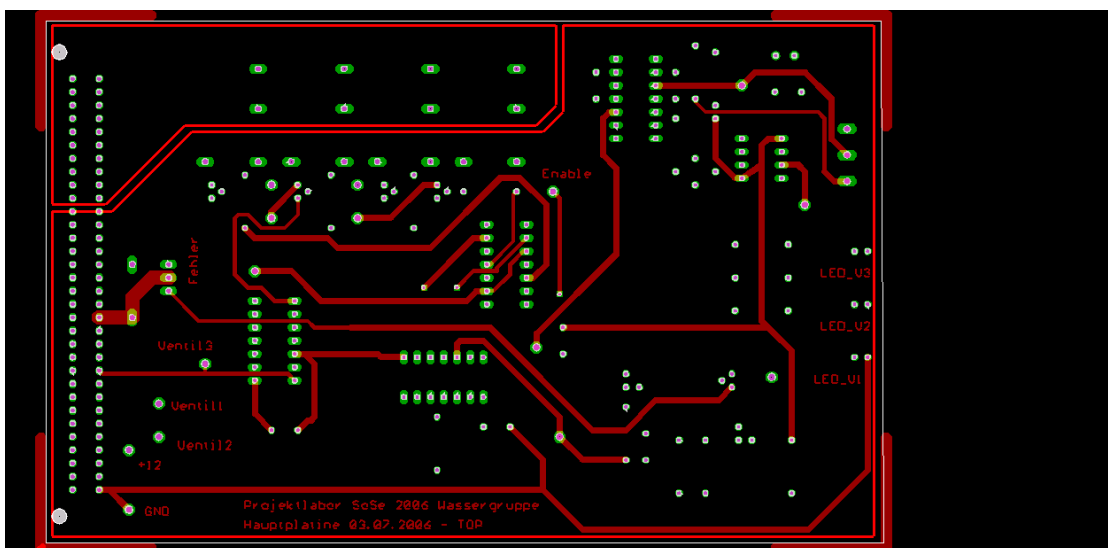 Enable
Fehler
LED_V3
LED_V2
Ventil3
LED_V1
Ventil1
Ventil2
+12
GND
Projektlabor SoSe 2006 Wassergruppe
Hauptplatine 03.07.2006 - TOP